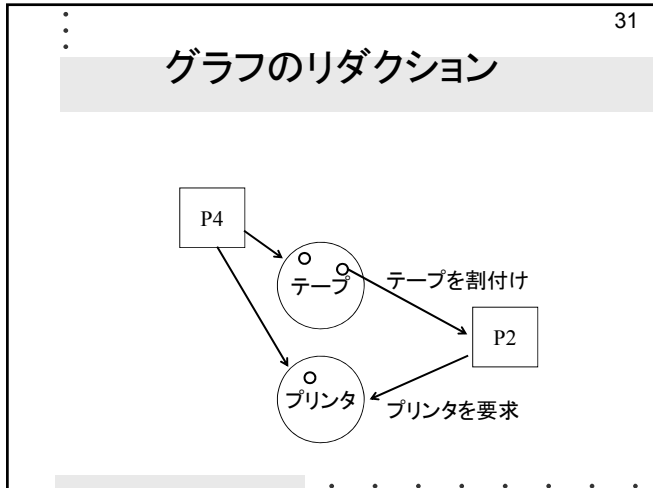 31
グラフのリダクション
P4
テープ
テープを割付け
P2
プリンタ
プリンタを要求